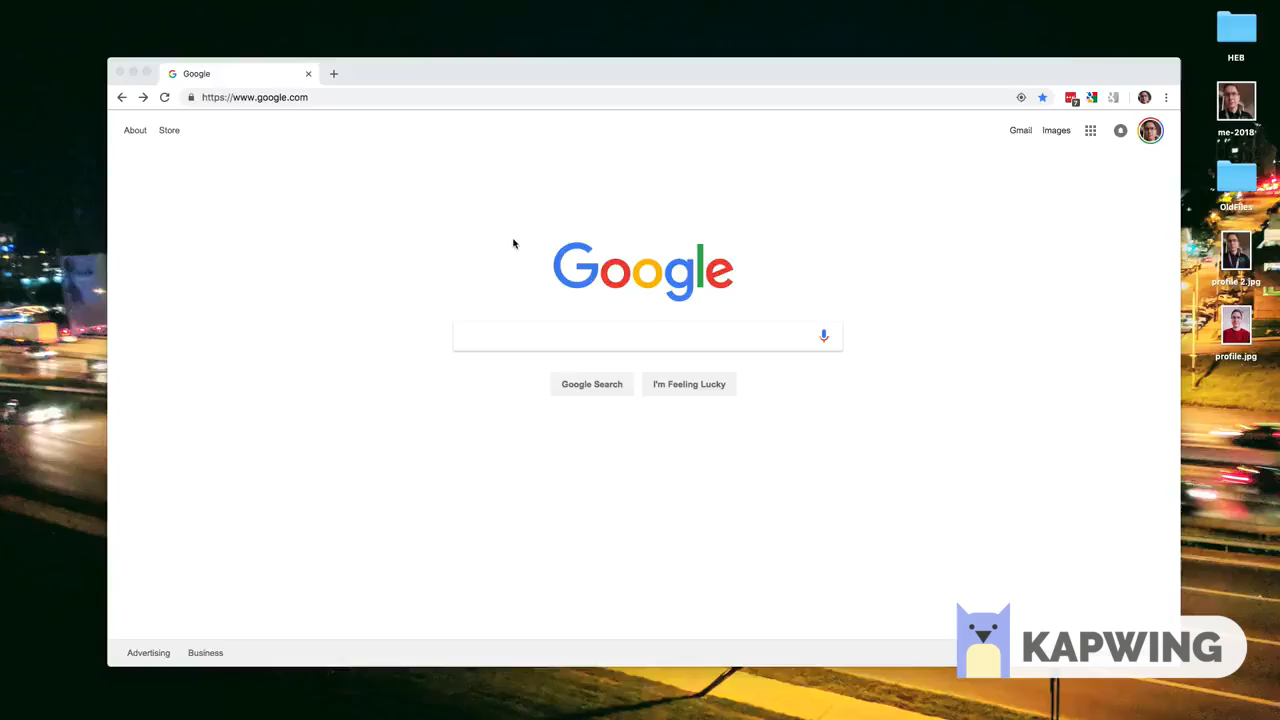 Google
https://www.google.com
7
About Store
Gmail Images
Google
Google Search I'm Feeling Lucky
Advertising Business
KAPWING
HEB
me-2018
OldFiles
profile 2.jpg
profile.jpg